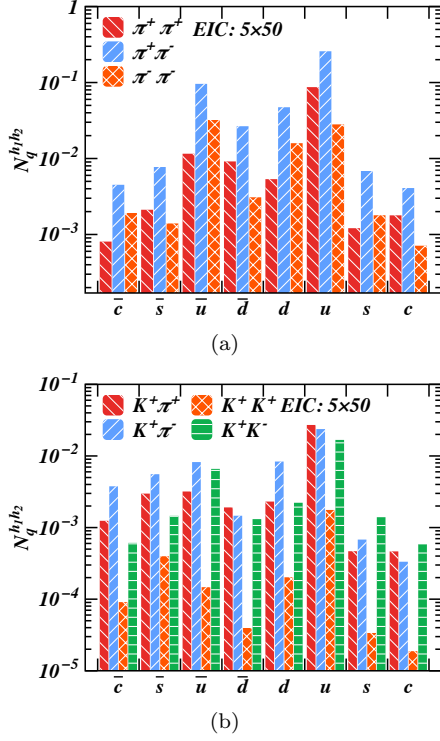 1
π⁺ π⁺ EIC: 5×50
π⁺π⁻
π⁻ π⁻
10⁻¹
10⁻²
10⁻³
N_q^{h₁h₂}
c̄ s̄ ū d̄ d u s c
(a)
10⁻¹
K⁺π⁺ K⁺ K⁺ EIC: 5×50
K⁺π⁻ K⁺K⁻
10⁻²
10⁻³
10⁻⁴
10⁻⁵
N_q^{h₁h₂}
c̄ s̄ ū d̄ d u s c
(b)